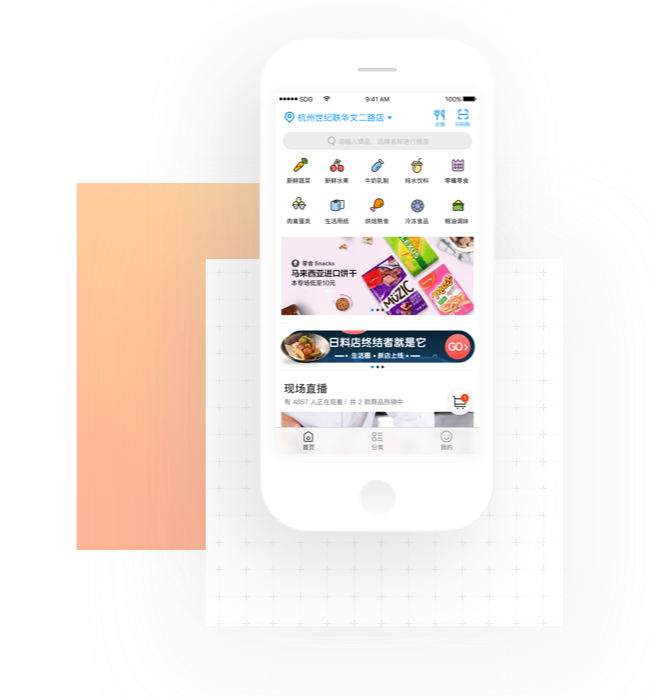 SDG 9:41 AM 100%
杭州世纪联华文二路店
点餐 扫码购
请输入商品、品牌名称进行搜索
新鲜蔬菜 新鲜水果 牛奶乳制 纯水饮料 零嘴零食
肉禽蛋类 生活用纸 烘焙熟食 冷冻食品 粮油调味
零食 Snacks
马来西亚进口饼干
本专场低至10元
MUZIC
日料店终结者就是它
GO
生活圈 • 新店上线
现场直播
有 4857 人正在观看 | 共 2 款商品热销中
1
首页 分类 我的